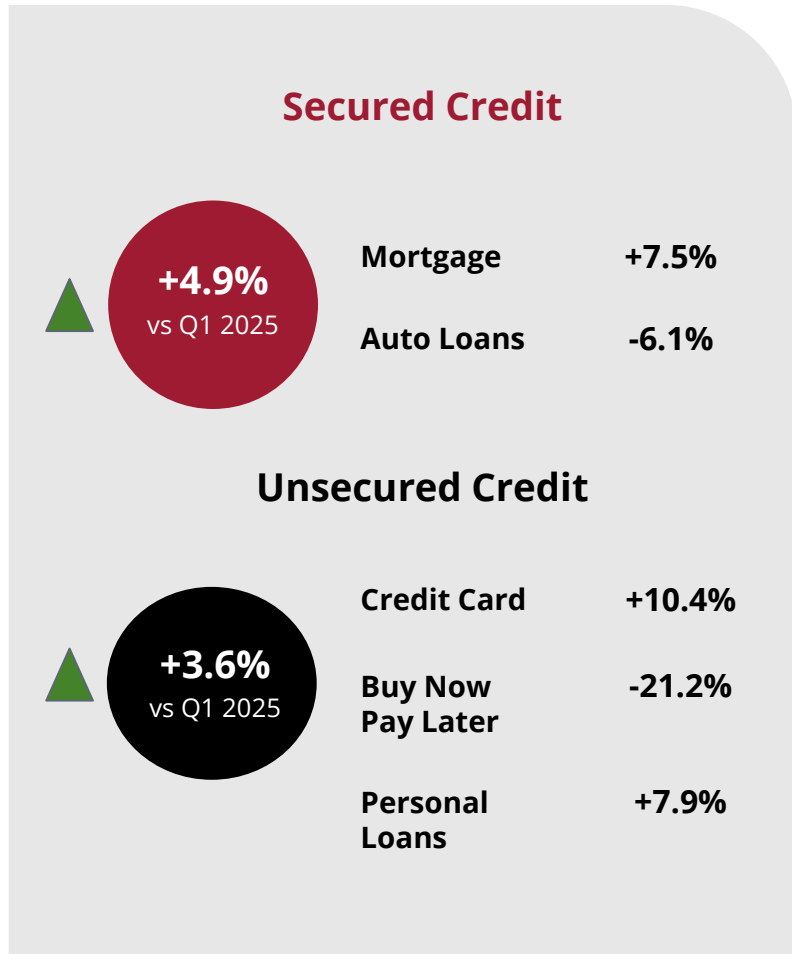 Secured Credit
+4.9%
vs Q1 2025
Mortgage +7.5%
Auto Loans -6.1%
Unsecured Credit
+3.6%
vs Q1 2025
Credit Card +10.4%
Buy Now -21.2%
Pay Later
Personal +7.9%
Loans